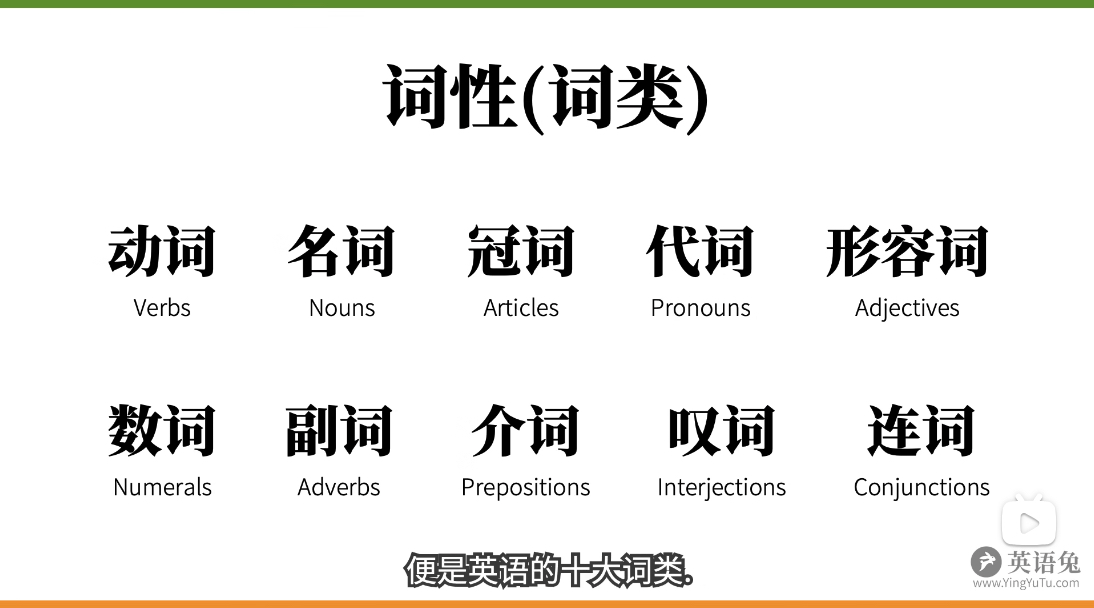 词性(词类)
动词 名词 冠词 代词 形容词
Verbs Nouns Articles Pronouns Adjectives
数词 副词 介词 叹词 连词
Numerals Adverbs Prepositions Interjections Conjunctions
便是英语的十大词类.
英语兔
www.YingYuTu.com